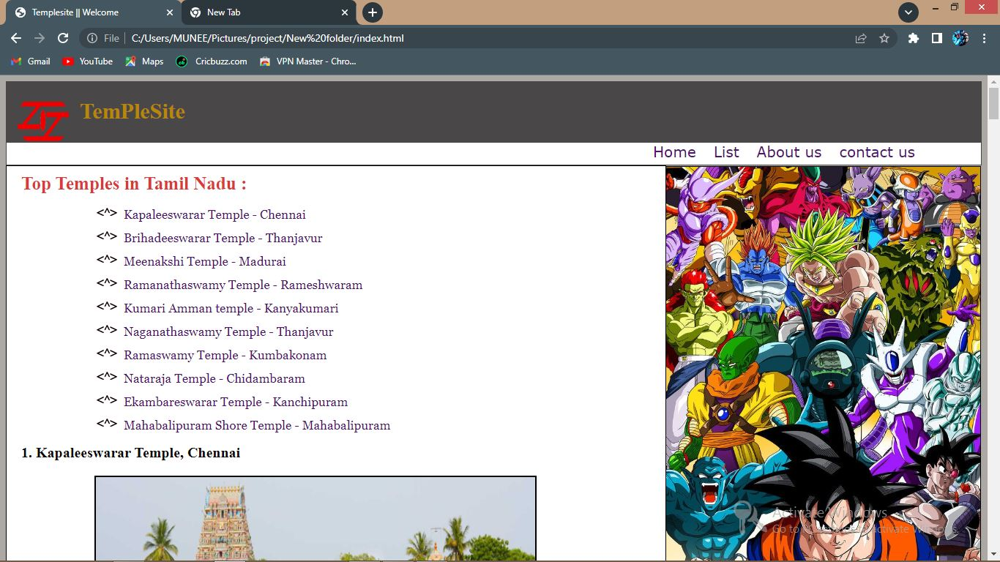 Templesite || Welcome
New Tab
File
C:/Users/MUNEE/Pictures/project/New%20folder/index.html
Gmail
YouTube
Maps
Cricbuzz.com
VPN Master - Chro...
TemPleSite
Home List About us contact us
Top Temples in Tamil Nadu :
<^> Kapaleeswarar Temple - Chennai
<^> Brihadeeswarar Temple - Thanjavur
<^> Meenakshi Temple - Madurai
<^> Ramanathaswamy Temple - Rameshwaram
<^> Kumari Amman temple - Kanyakumari
<^> Naganathaswamy Temple - Thanjavur
<^> Ramaswamy Temple - Kumbakonam
<^> Nataraja Temple - Chidambaram
<^> Ekambareswarar Temple - Kanchipuram
<^> Mahabalipuram Shore Temple - Mahabalipuram
1. Kapaleeswarar Temple, Chennai
Activate Windows
Go to activate Windows.